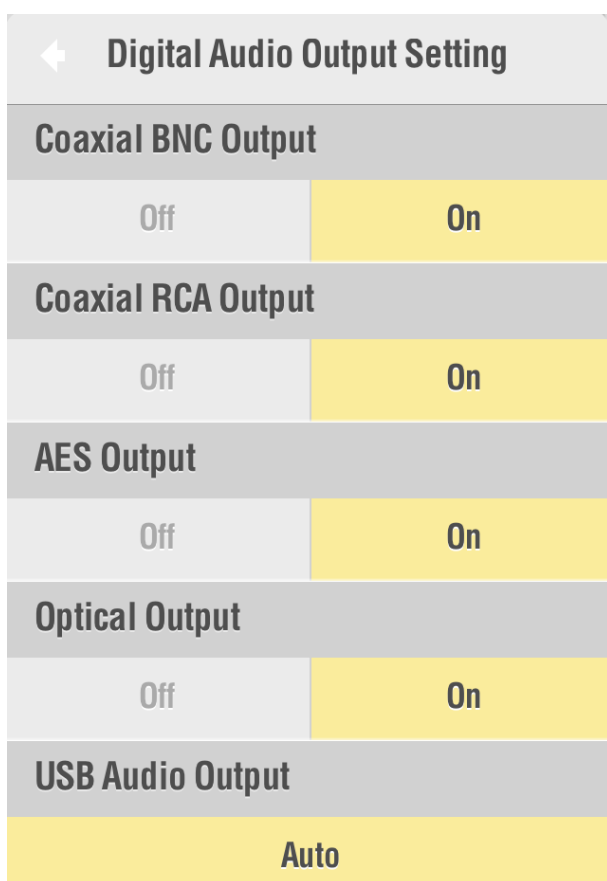 Digital Audio Output Setting
Coaxial BNC Output
Off On
Coaxial RCA Output
Off On
AES Output
Off On
Optical Output
Off On
USB Audio Output
Auto